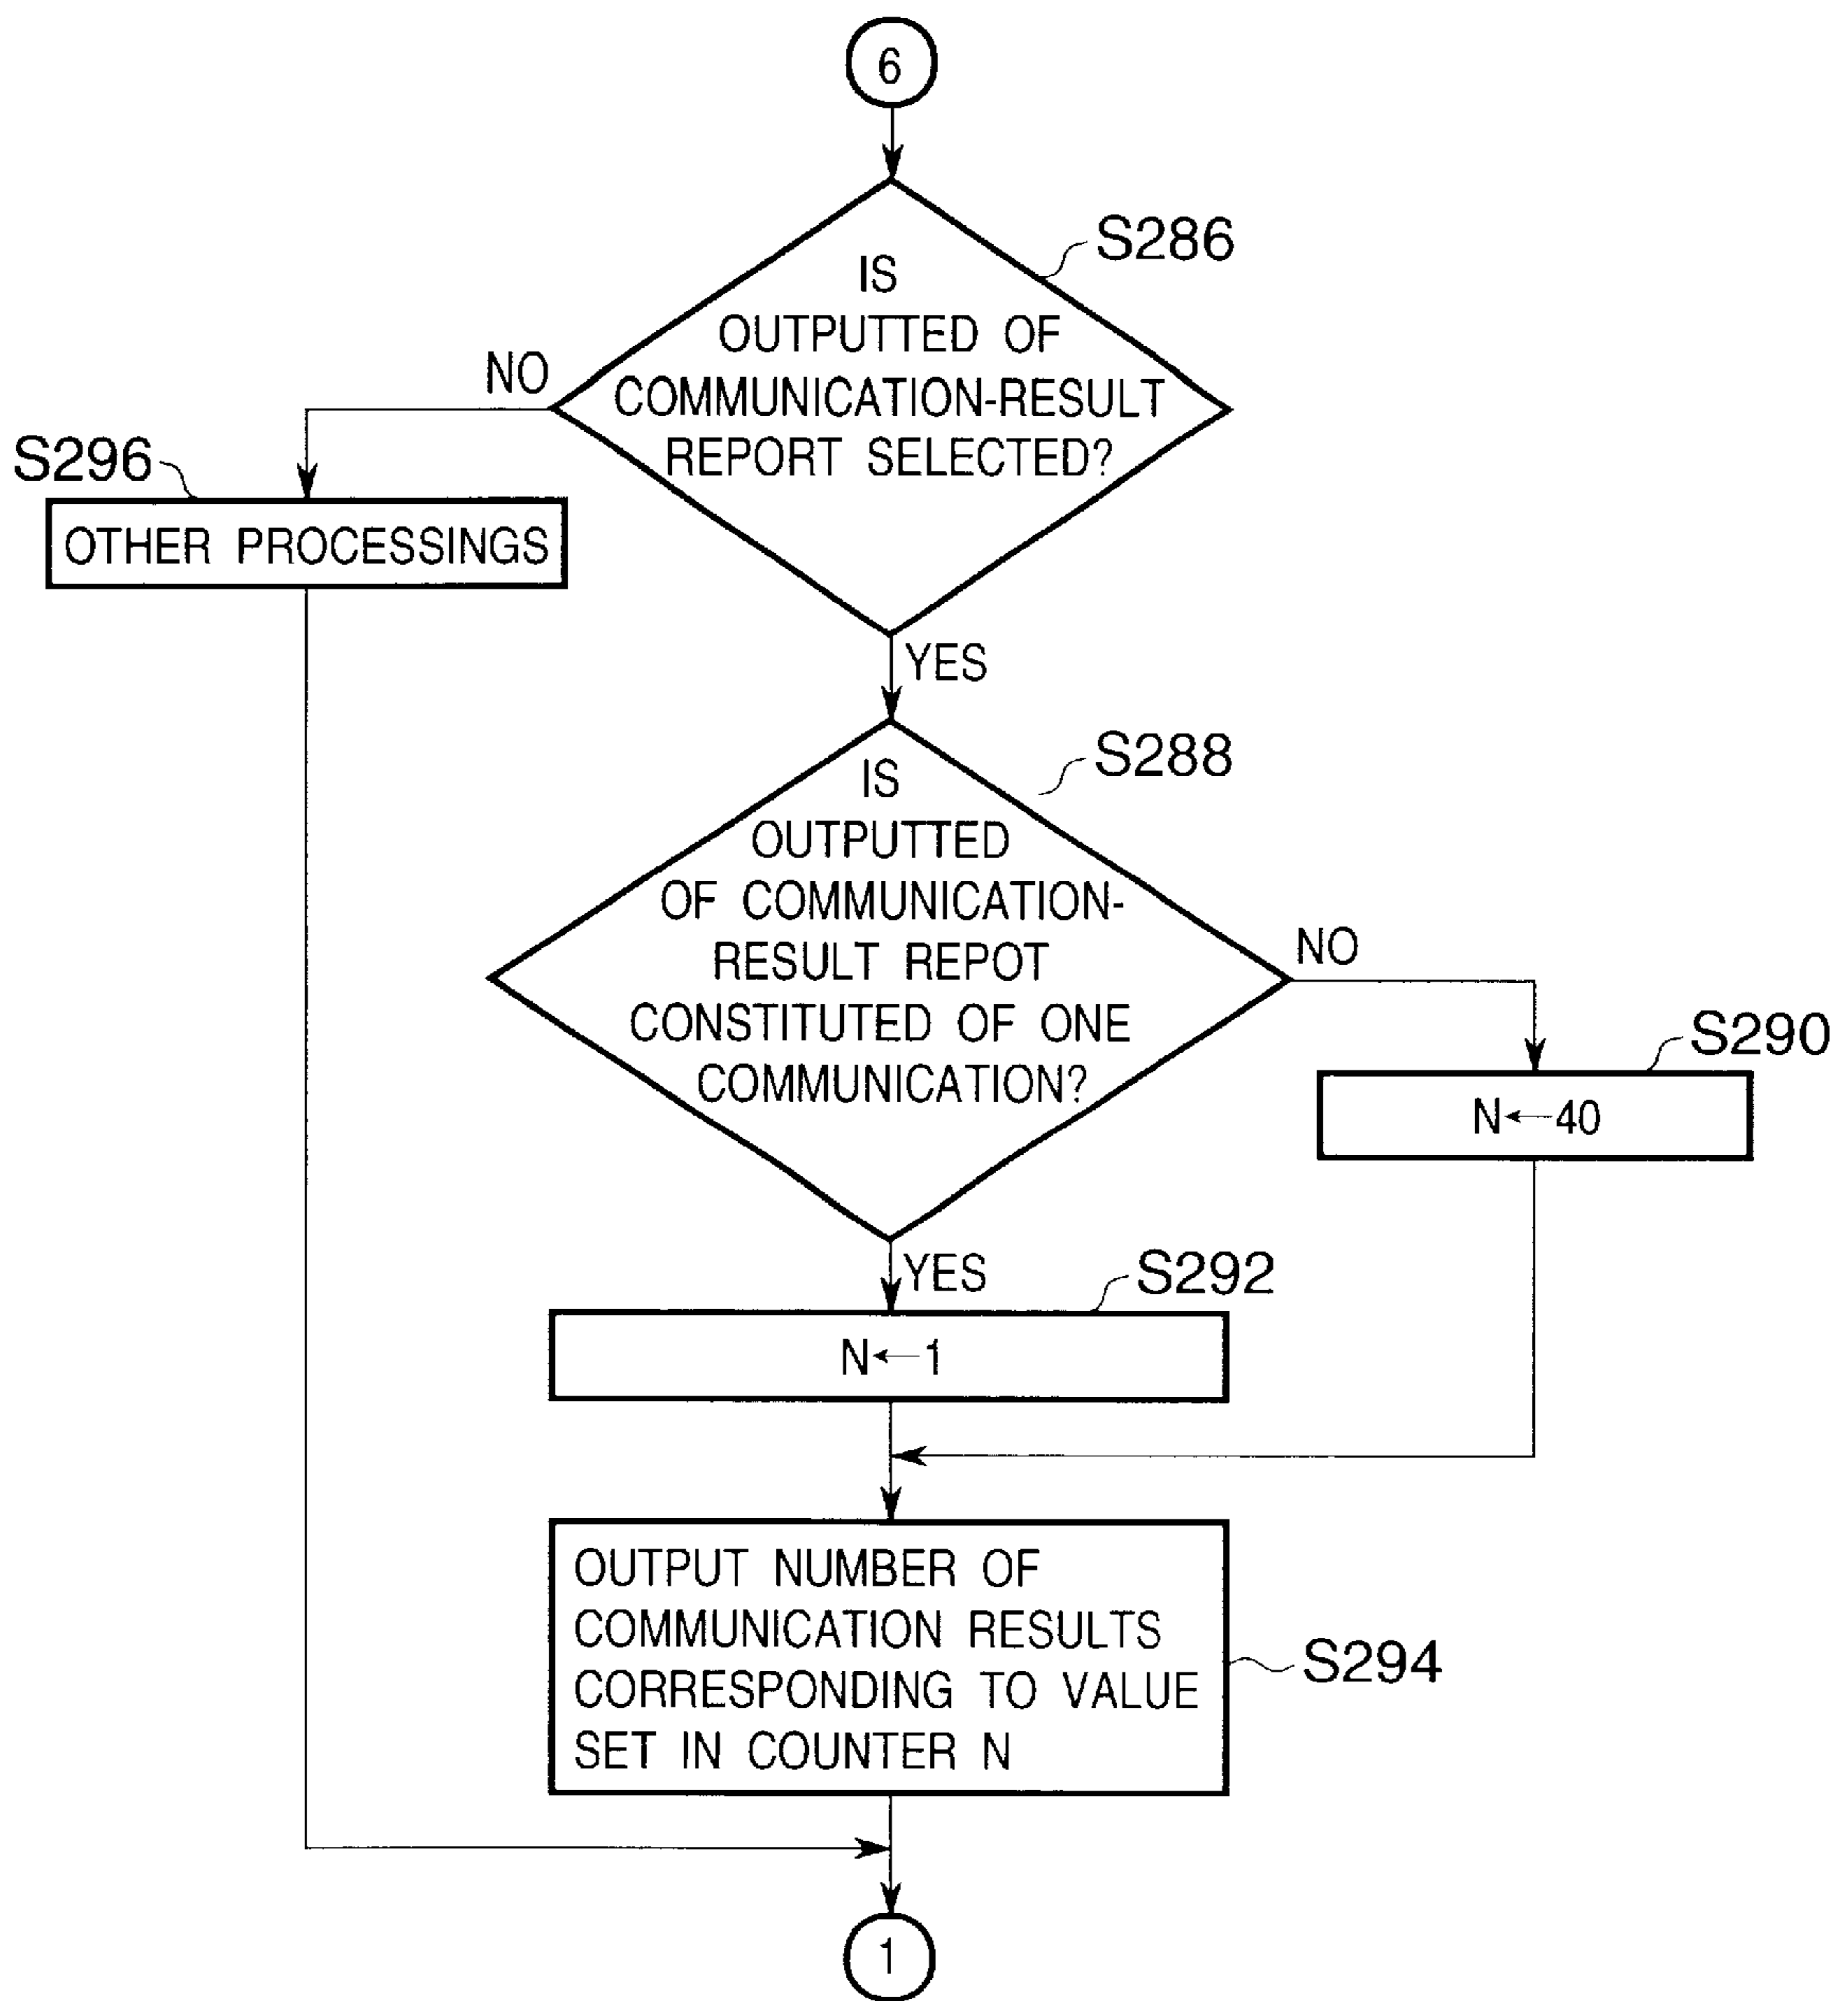 6
S286
IS
OUTPUTTED OF
COMMUNICATION-RESULT
REPORT SELECTED?
NO
S296
OTHER PROCESSINGS
YES
S288
IS
OUTPUTTED
OF COMMUNICATION-
RESULT REPOT
CONSTITUTED OF ONE
COMMUNICATION?
NO
S290
N←40
YES
S292
N←1
OUTPUT NUMBER OF
COMMUNICATION RESULTS
CORRESPONDING TO VALUE
SET IN COUNTER N
S294
1